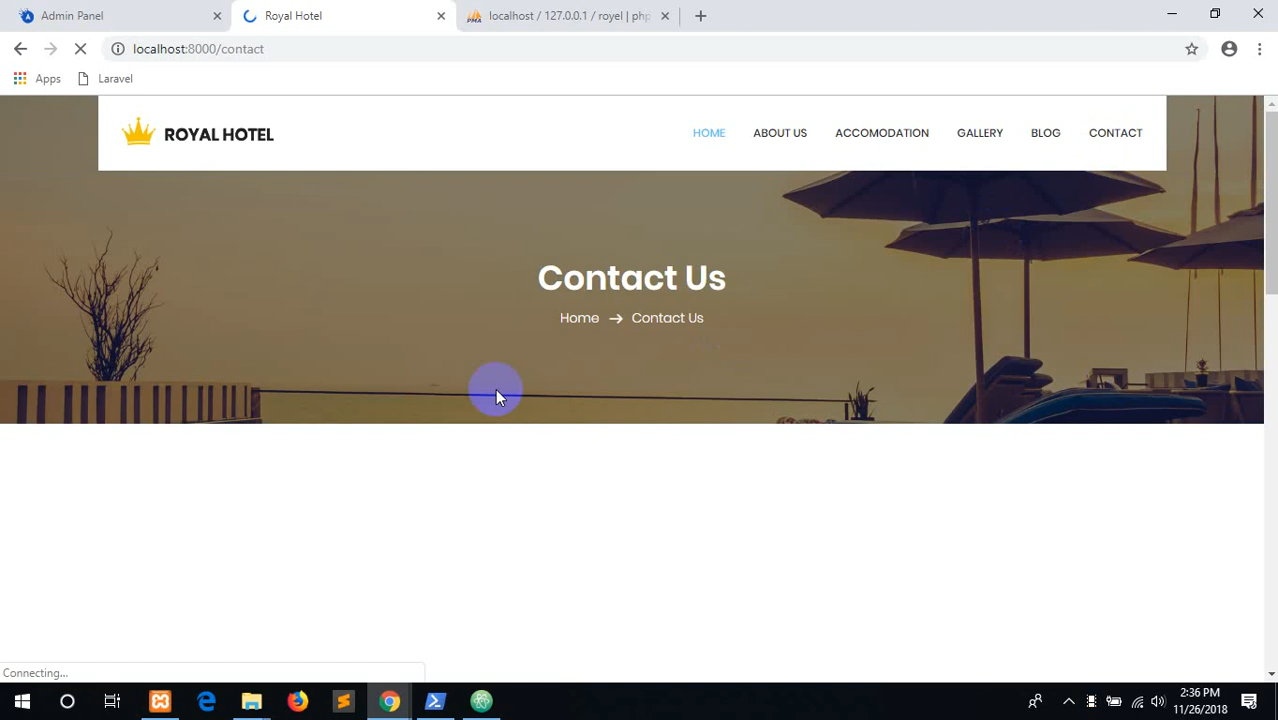 Admin Panel
Royal Hotel
localhost / 127.0.0.1 / royel | php
localhost:8000/contact
Apps
Laravel
ROYAL HOTEL
HOME
ABOUT US
ACCOMODATION
GALLERY
BLOG
CONTACT
Contact Us
Home → Contact Us
Connecting...
2:36 PM
11/26/2018